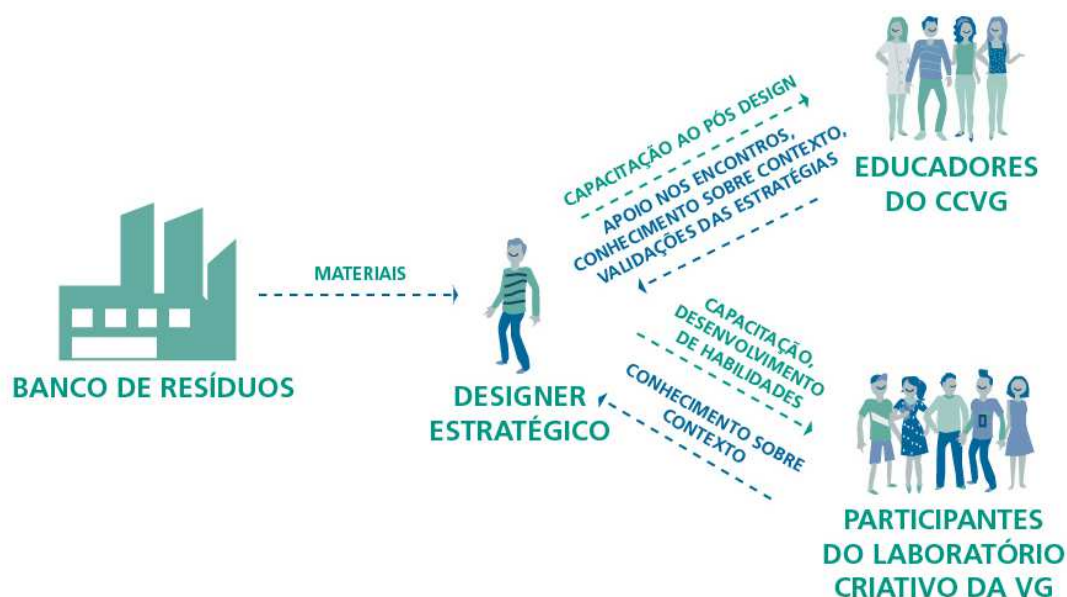 BANCO DE RESÍDUOS
MATERIAIS
DESIGNER
ESTRATÉGICO
CAPACITAÇÃO AO PÓS DESIGN
APOIO NOS ENCONTROS,
CONHECIMENTO SOBRE CONTEXTO,
VALIDAÇÕES DAS ESTRATÉGIAS
EDUCADORES
DO CCVG
CAPACITAÇÃO,
DESENVOLVIMENTO
DE HABILIDADES
CONHECIMENTO SOBRE
CONTEXTO
PARTICIPANTES
DO LABORATÓRIO
CRIATIVO DA VG